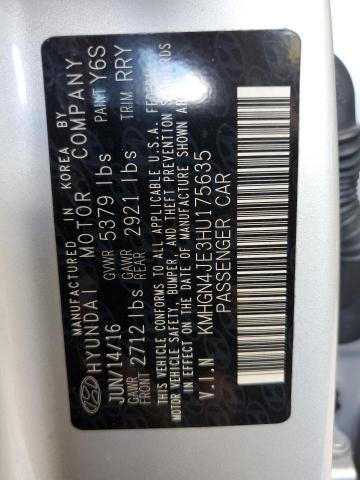 MANUFACTURED IN KOREA BY
HYUNDAI MOTOR COMPANY
JUN/14/16 GVWR 5379 lbs PAINT Y6S
GAWR FRONT 2712 lbs GAWR REAR 2921 lbs TRIM RRY
THIS VEHICLE CONFORMS TO ALL APPLICABLE U.S.A. FEDERAL
MOTOR VEHICLE SAFETY, BUMPER, AND THEFT PREVENTION STANDARDS
IN EFFECT ON THE DATE OF MANUFACTURE SHOWN AB
V.I.N KMHGN4JE3HU175635
PASSENGER CAR